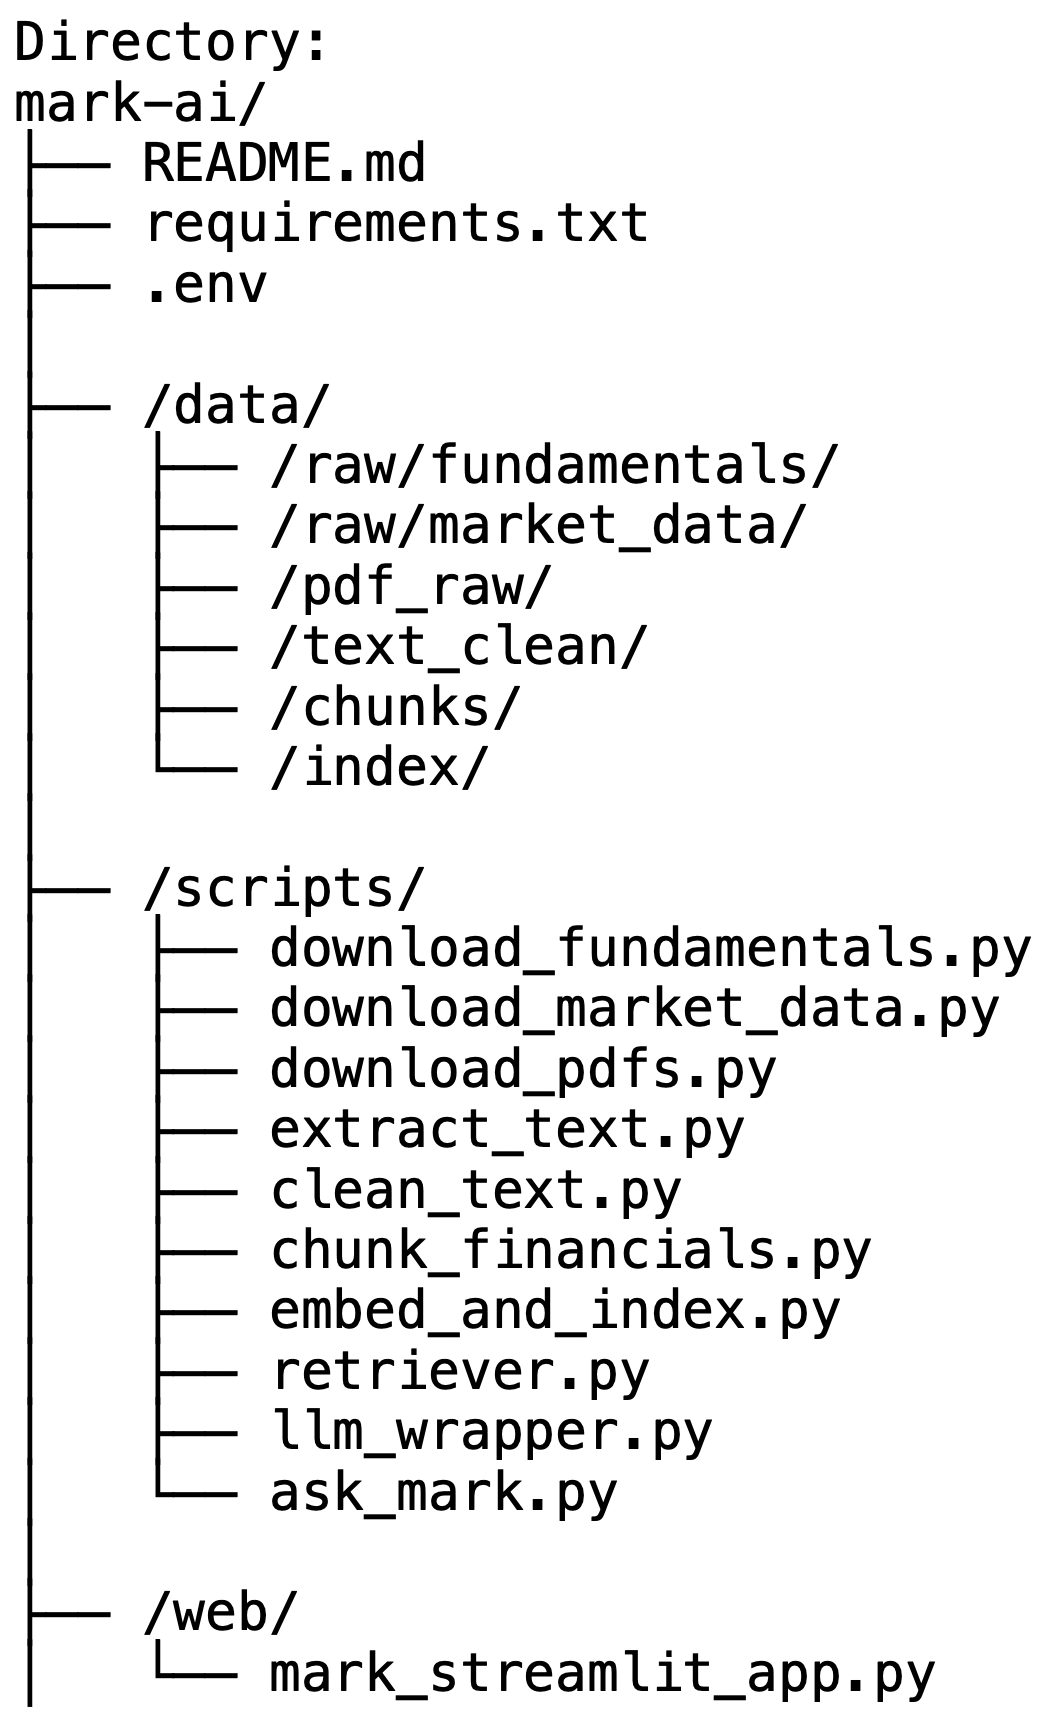 Directory:
mark-ai/
├── README.md
├── requirements.txt
├── .env
│
├── /data/
│   ├── /raw/fundamentals/
│   ├── /raw/market_data/
│   ├── /pdf_raw/
│   ├── /text_clean/
│   ├── /chunks/
│   └── /index/
│
├── /scripts/
│   ├── download_fundamentals.py
│   ├── download_market_data.py
│   ├── download_pdfs.py
│   ├── extract_text.py
│   ├── clean_text.py
│   ├── chunk_financials.py
│   ├── embed_and_index.py
│   ├── retriever.py
│   ├── llm_wrapper.py
│   └── ask_mark.py
│
├── /web/
│   └── mark_streamlit_app.py